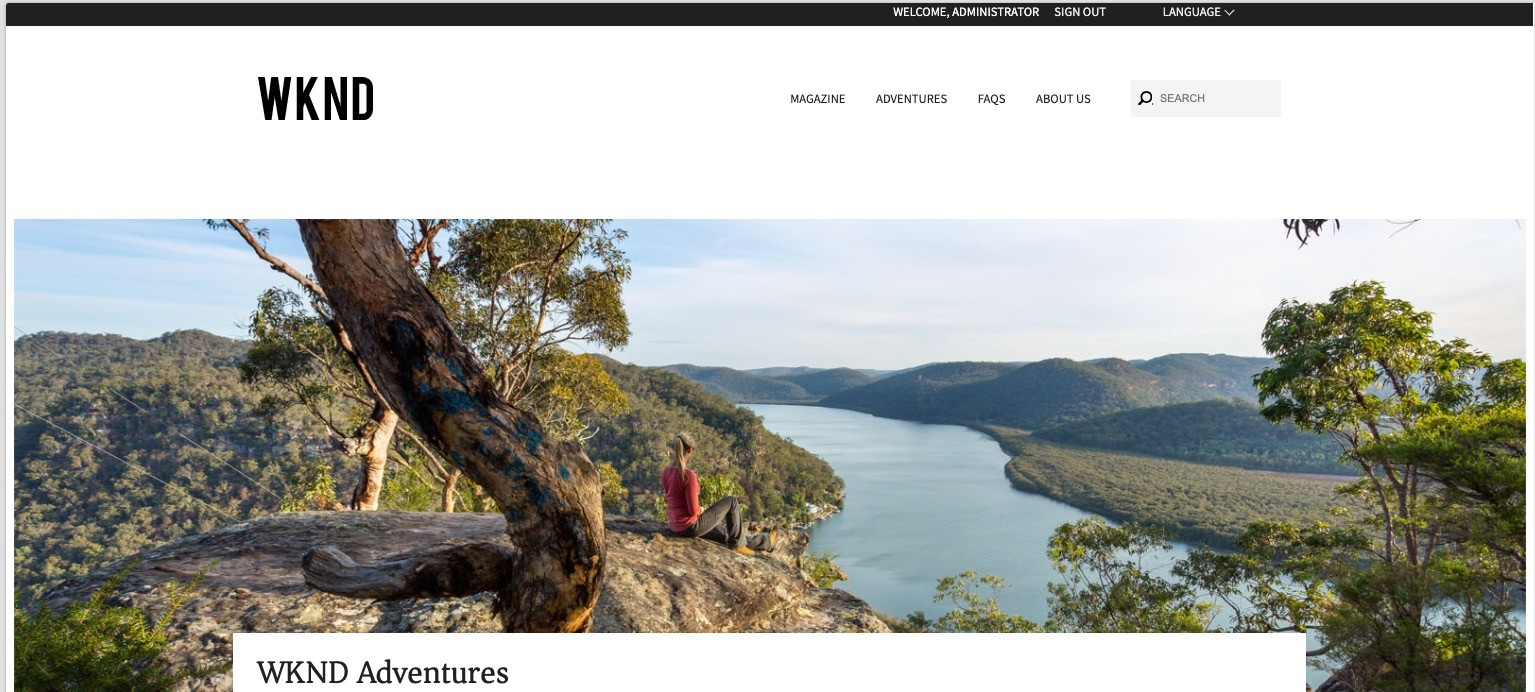 WELCOME, ADMINISTRATOR SIGN OUT LANGUAGE
WKND
MAGAZINE ADVENTURES FAQS ABOUT US SEARCH
WKND Adventures